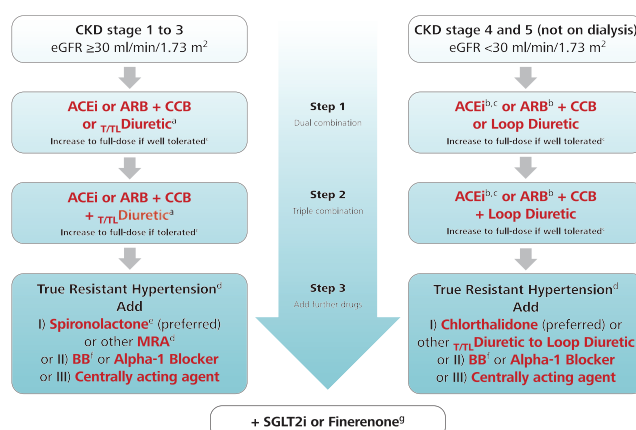 CKD stage 1 to 3
eGFR ≥30 ml/min/1.73 m²
ACEi or ARB + CCB
or T/TLDiureticᵃ
Increase to full-dose if well toleratedᶜ
ACEi or ARB + CCB
+ T/TLDiureticᵃ
Increase to full-dose if toleratedᶜ
True Resistant Hypertensionᵈ
Add
I) Spironolactoneᵉ (preferred)
or other MRAᵈ
or II) BBᶠ or Alpha-1 Blocker
or III) Centrally acting agent
Step 1
Dual combination
Step 2
Triple combination
Step 3
Add further drugs
CKD stage 4 and 5 (not on dialysis)
eGFR <30 ml/min/1.73 m²
ACEiᵇ,ᶜ or ARBᵇ + CCB
or Loop Diuretic
Increase to full-dose if well toleratedᶜ
ACEiᵇ,ᶜ or ARBᵇ + CCB
+ Loop Diuretic
Increase to full-dose if well toleratedᶜ
True Resistant Hypertensionᵈ
Add
I) Chlorthalidone (preferred) or
other T/TLDiuretic to Loop Diuretic
or II) BBᶠ or Alpha-1 Blocker
or III) Centrally acting agent
+ SGLT2i or Finerenoneᵍ